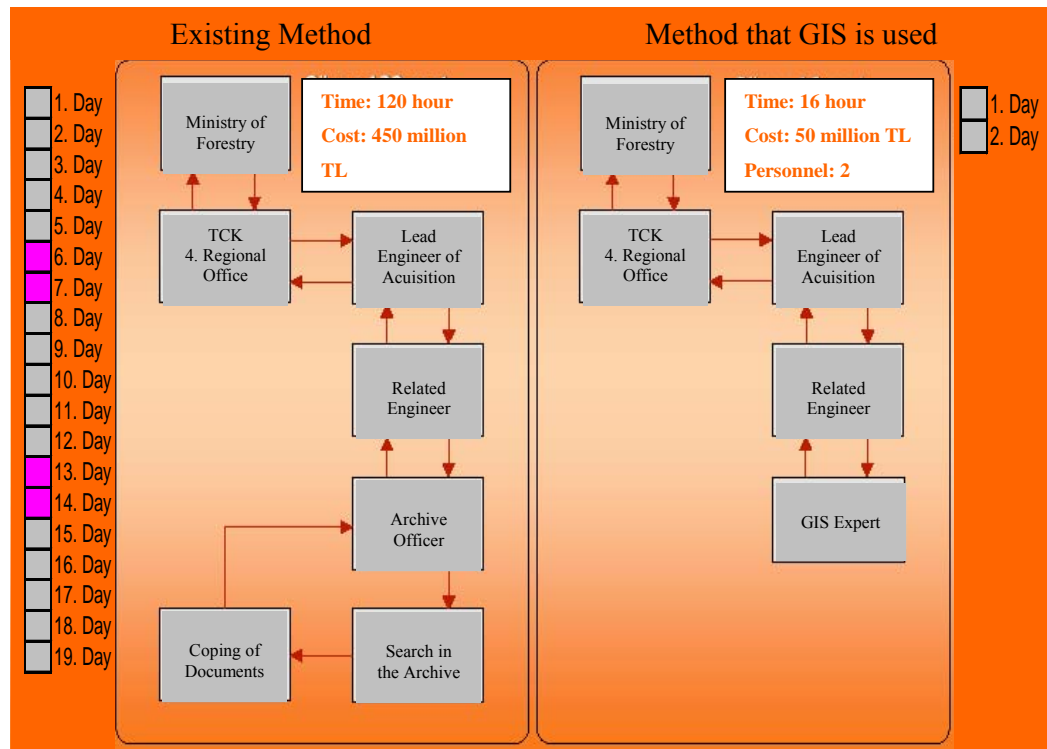 Existing Method
Method that GIS is used
1. Day
2. Day
3. Day
4. Day
5. Day
6. Day
7. Day
8. Day
9. Day
10. Day
11. Day
12. Day
13. Day
14. Day
15. Day
16. Day
17. Day
18. Day
19. Day
Ministry of
Forestry
Time: 120 hour
Cost: 450 million
TL
TCK
4. Regional
Office
Lead
Engineer of
Acuisition
Related
Engineer
Archive
Officer
Coping of
Documents
Search in
the Archive
Ministry of
Forestry
Time: 16 hour
Cost: 50 million TL
Personnel: 2
TCK
4. Regional
Office
Lead
Engineer of
Acuisition
Related
Engineer
GIS Expert
1. Day
2. Day